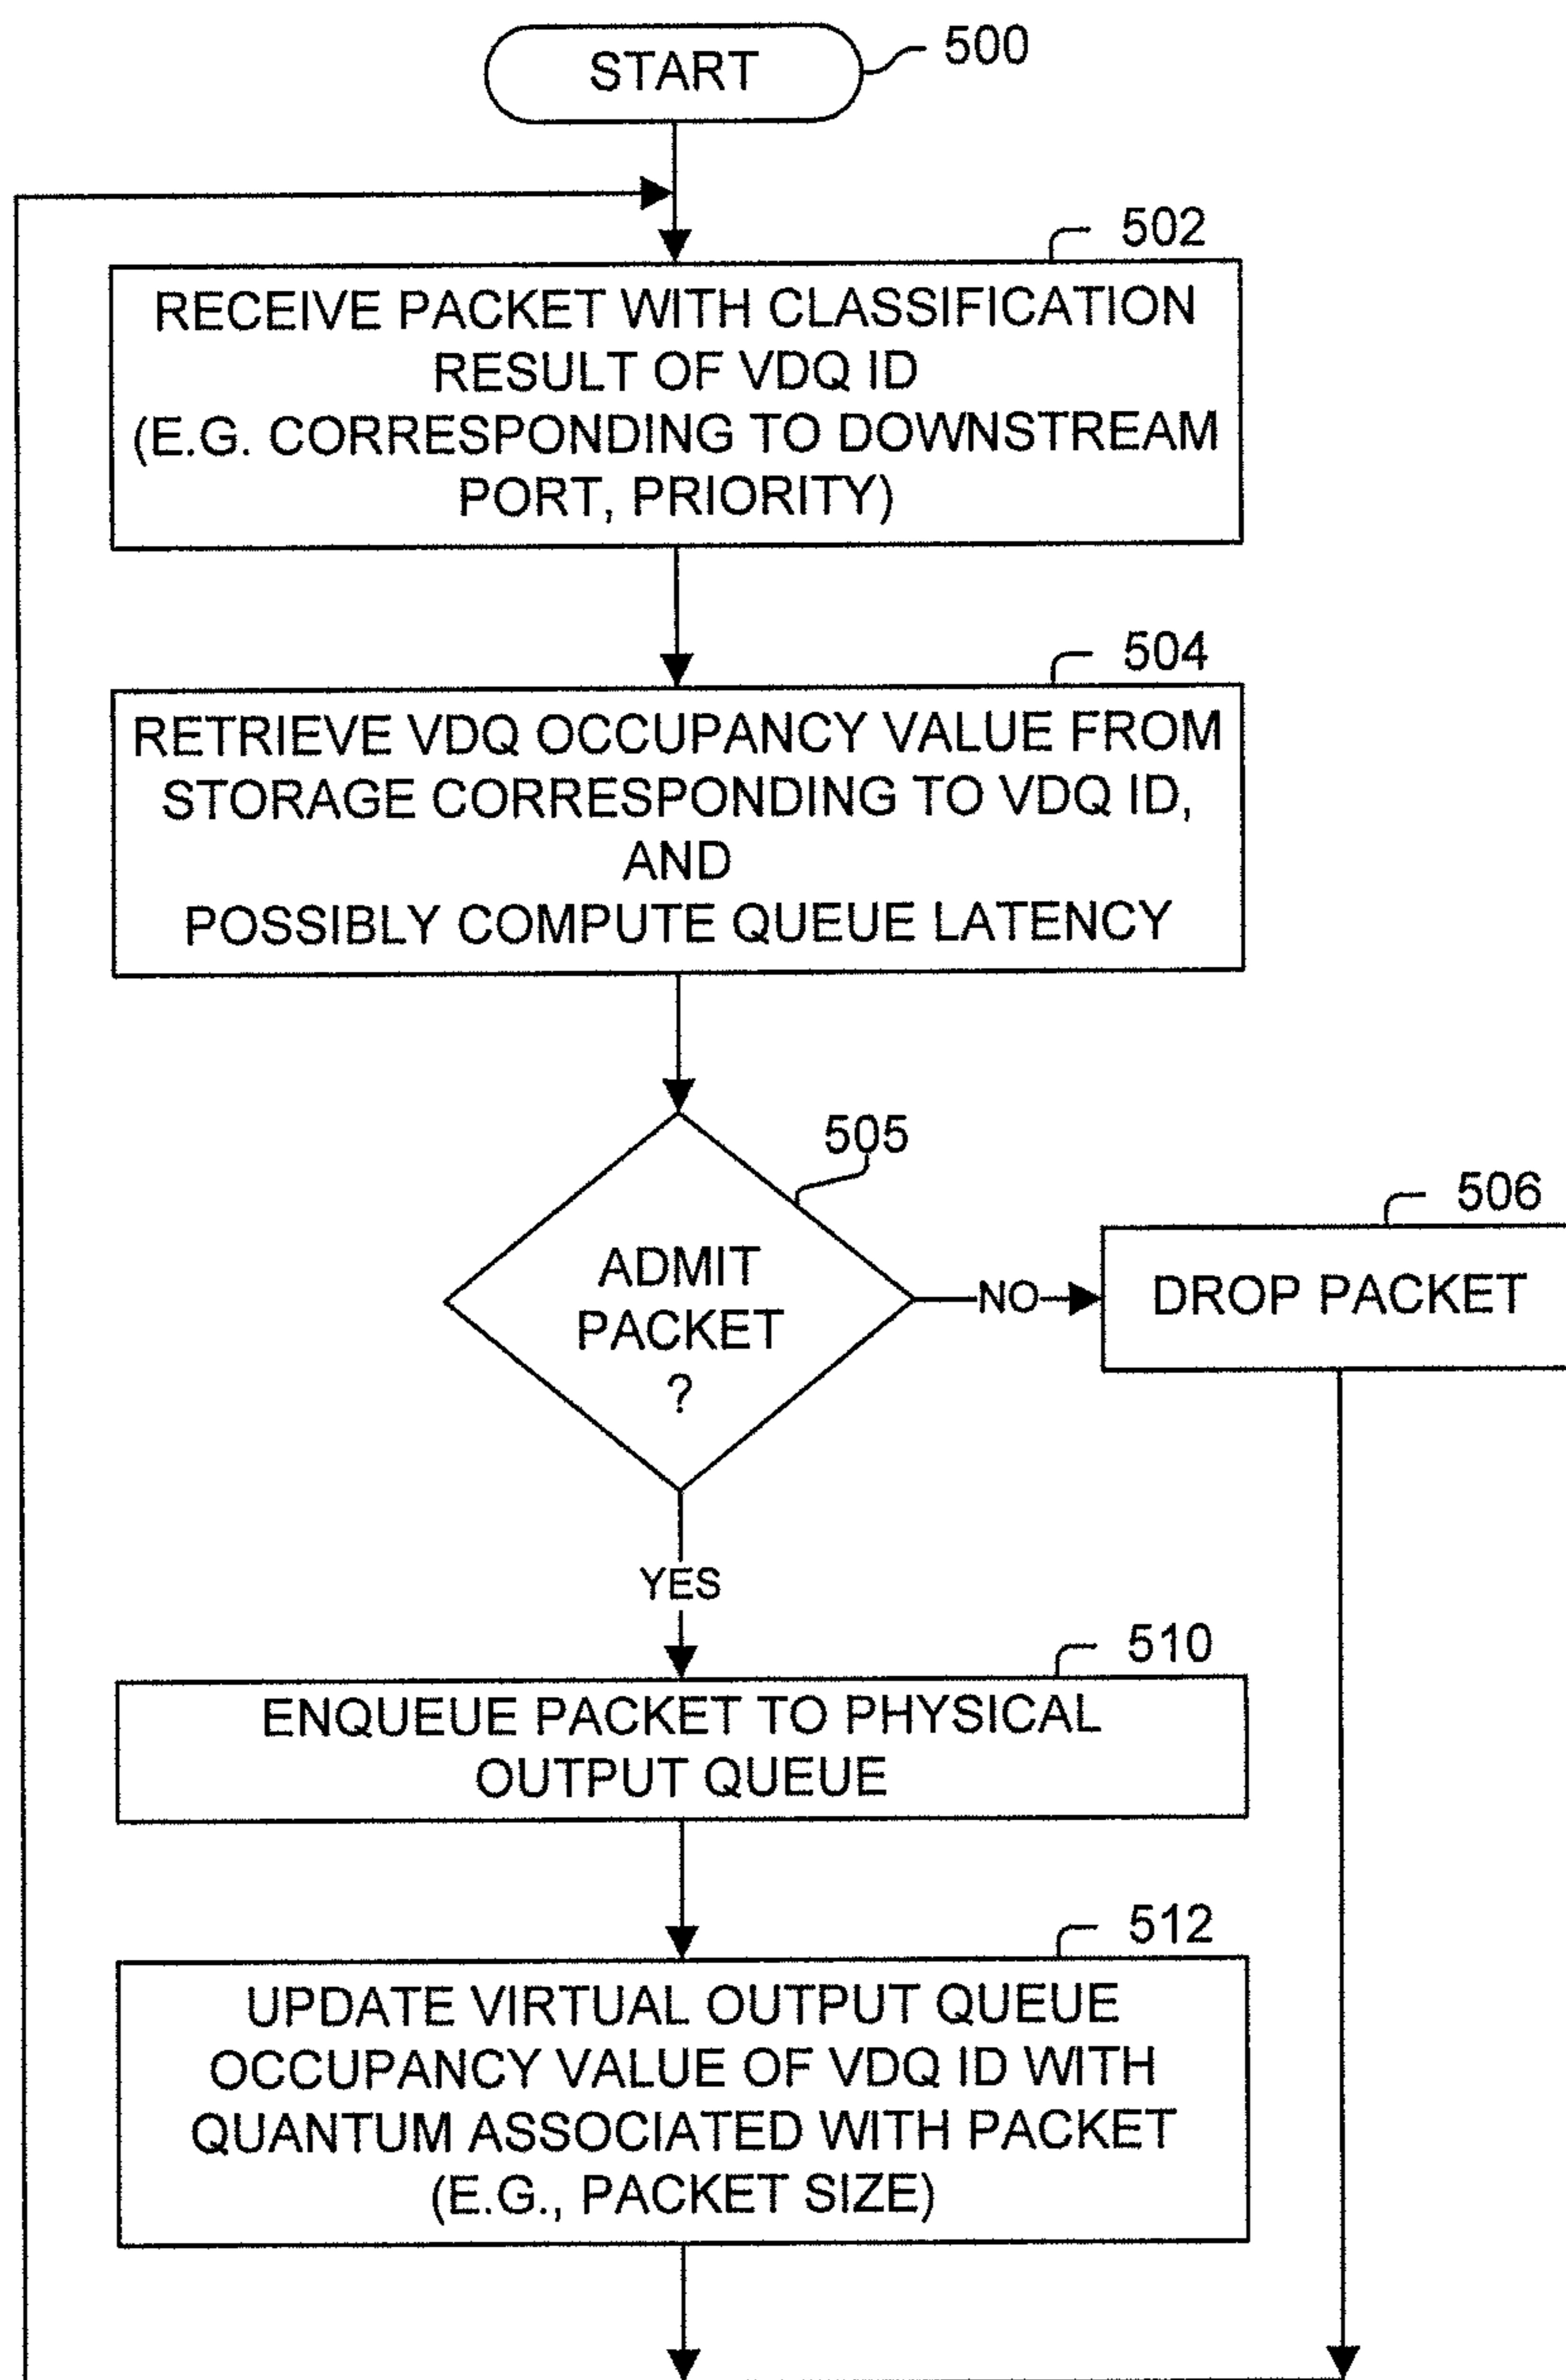 START
500
502
RECEIVE PACKET WITH CLASSIFICATION
RESULT OF VDQ ID
(E.G. CORRESPONDING TO DOWNSTREAM
PORT, PRIORITY)
504
RETRIEVE VDQ OCCUPANCY VALUE FROM
STORAGE CORRESPONDING TO VDQ ID,
AND
POSSIBLY COMPUTE QUEUE LATENCY
505
ADMIT
PACKET
?
NO
506
DROP PACKET
YES
510
ENQUEUE PACKET TO PHYSICAL
OUTPUT QUEUE
512
UPDATE VIRTUAL OUTPUT QUEUE
OCCUPANCY VALUE OF VDQ ID WITH
QUANTUM ASSOCIATED WITH PACKET
(E.G., PACKET SIZE)